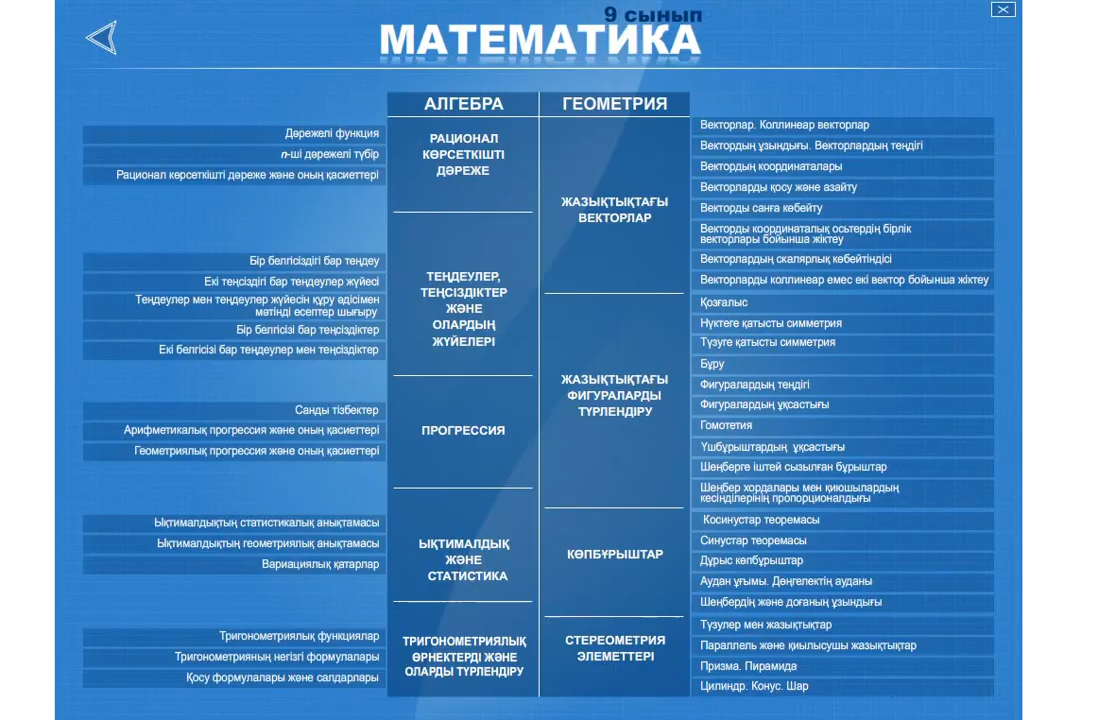 9 сынып
МАТЕМАТИКА
АЛГЕБРА
ГЕОМЕТРИЯ
Дәрежелі функция
n-ші дәрежелі түбір
Рационал көрсеткішті дәреже және оның қасиеттері
РАЦИОНАЛ
КӨРСЕТКІШТІ
ДӘРЕЖЕ
Бір белгісіздігі бар теңдеу
Екі теңсіздігі бар теңдеулер жүйесі
Теңдеулер мен теңдеулер жүйесін құру әдісімен
мәтінді есептер шығыру
Бір белгісізі бар теңсіздіктер
Екі белгісізі бар теңдеулер мен теңсіздіктер
ТЕҢДЕУЛЕР,
ТЕҢСІЗДІКТЕР
ЖӘНЕ
ОЛАРДЫҢ
ЖҮЙЕЛЕРІ
Санды тізбектер
Арифметикалық прогрессия және оның қасиеттері
Геометриялық прогрессия және оның қасиеттері
ПРОГРЕССИЯ
Ықтималдықтың статистикалық анықтамасы
Ықтималдықтың геометриялық анықтамасы
Вариациялық қатарлар
ЫҚТИМАЛДЫҚ
ЖӘНЕ
СТАТИСТИКА
Тригонометриялық функциялар
Тригонометрияның негізгі формулалары
Қосу формулалары және салдарлары
ТРИГОНОМЕТРИЯЛЫҚ
ӨРНЕКТЕРДІ ЖӘНЕ
ОЛАРДЫ ТҮРЛЕНДІРУ
ЖАЗЫҚТЫҚТАҒЫ
ВЕКТОРЛАР
Векторлар. Коллинеар векторлар
Вектордың ұзындығы. Векторлардың теңдігі
Вектордың координаталары
Векторларды қосу және азайту
Векторды санға көбейту
Векторды координаталық осьтердің бірлік
векторлары бойынша жіктеу
Векторлардың скалярлық көбейтіндісі
Векторларды коллинеар емес екі вектор бойынша жіктеу
ЖАЗЫҚТЫҚТАҒЫ
ФИГУРАЛАРДЫ
ТҮРЛЕНДІРУ
Қозғалыс
Нүктеге қатысты симметрия
Түзуге қатысты симметрия
Бұру
Фигуралардың теңдігі
Фигуралардың ұқсастығы
Гомотетия
Үшбұрыштардың ұқсастығы
Шеңберге іштей сызылған бұрыштар
Шеңбер хордалары мен қиюшылардың
кесінділерінің пропорционалдығы
КӨПБҰРЫШТАР
Косинустар теоремасы
Синустар теоремасы
Дұрыс көпбұрыштар
Аудан ұғымы. Дөңгелектің ауданы
Шеңбердің және доғаның ұзындығы
СТЕРЕОМЕТРИЯ
ЭЛЕМЕТТЕРІ
Түзулер мен жазықтықтар
Параллель және қиылысушы жазықтықтар
Призма. Пирамида
Цилиндр. Конус. Шар